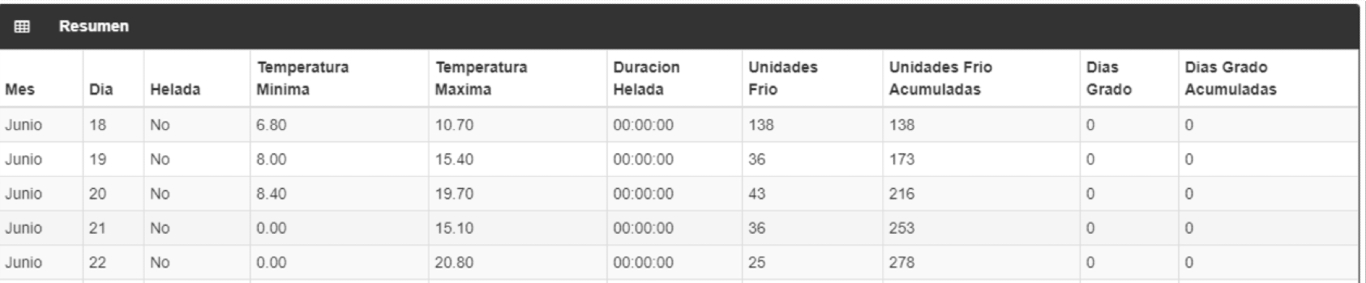 Resumen
Mes Dia Helada Temperatura Minima Temperatura Maxima Duracion Helada Unidades Frio Unidades Frio Acumuladas Dias Grado Dias Grado Acumuladas
Junio 18 No 6.80 10.70 00:00:00 138 138 0 0
Junio 19 No 8.00 15.40 00:00:00 36 173 0 0
Junio 20 No 8.40 19.70 00:00:00 43 216 0 0
Junio 21 No 0.00 15.10 00:00:00 36 253 0 0
Junio 22 No 0.00 20.80 00:00:00 25 278 0 0